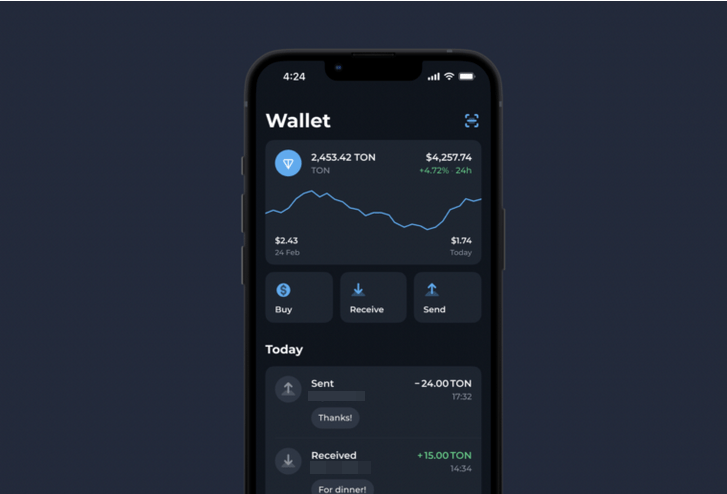 4:24
Wallet
2,453.42 TON $4,257.74
TON +4.72% · 24h
$2.43 $1.74
24 Feb Today
Buy Receive Send
Today
Sent −24.00 TON
17:32
Thanks!
Received +15.00 TON
14:34
For dinner!